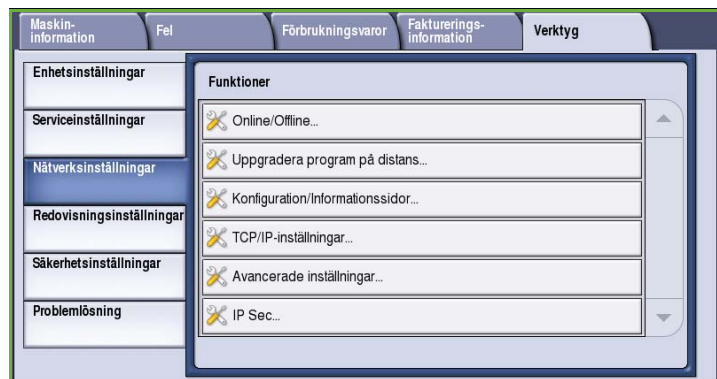 Maskin-
information
Fel
Förbrukningsvaror
Fakturerings-
information
Verktyg
Enhetsinställningar
Serviceinställningar
Nätverksinställningar
Redovisningsinställningar
Säkerhetsinställningar
Problemlösning
Funktioner
Online/Offline...
Uppgradera program på distans...
Konfiguration/Informationssidor...
TCP/IP-inställningar...
Avancerade inställningar...
IP Sec...